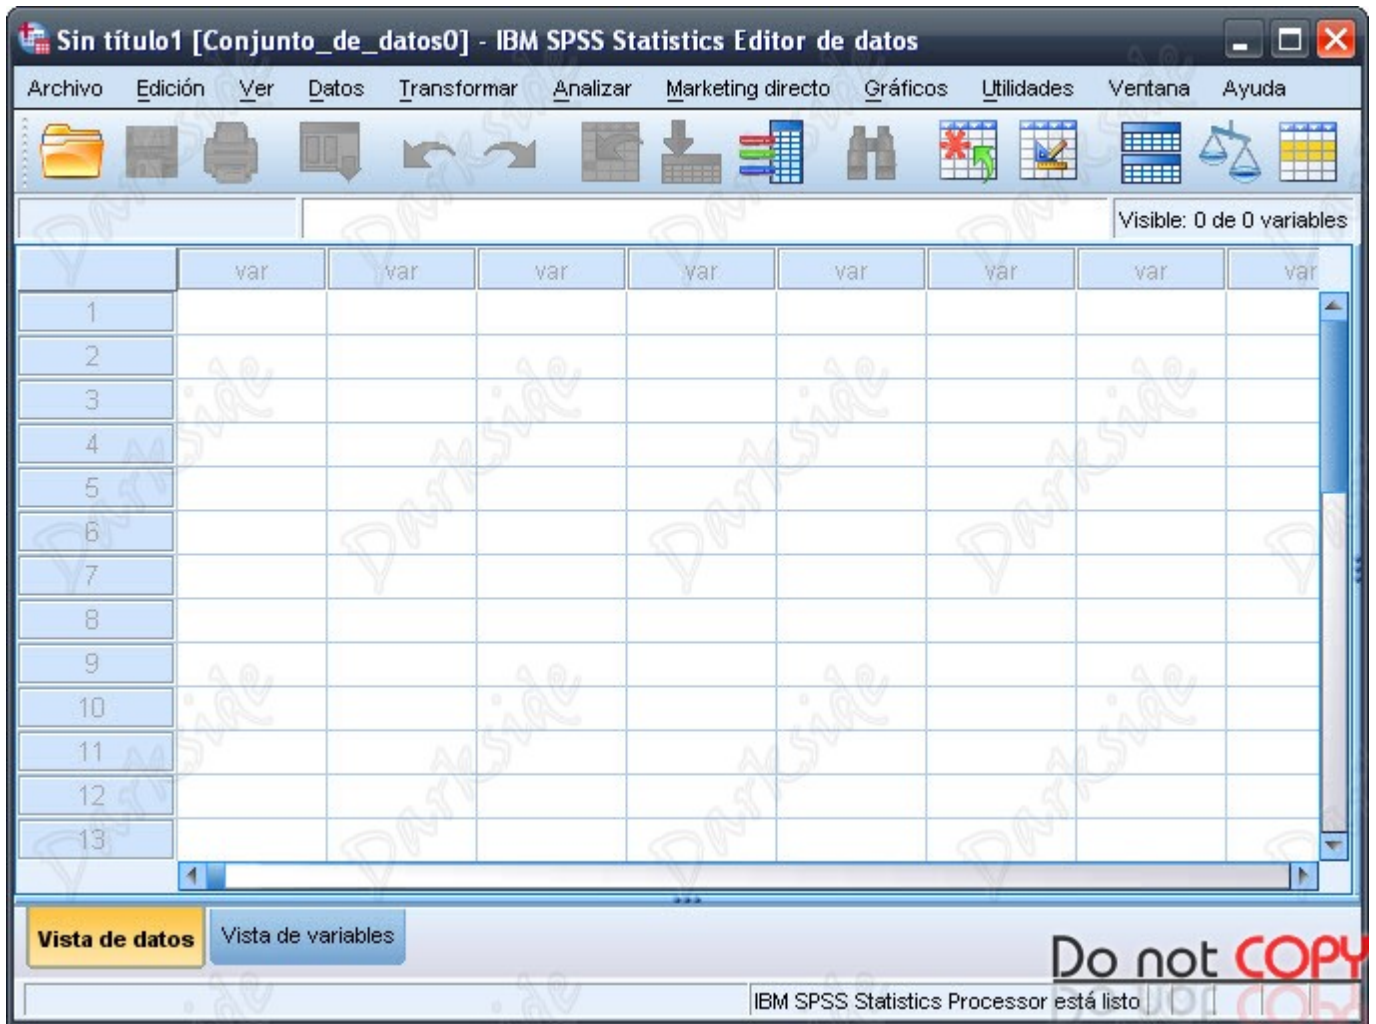 Sin título1 [Conjunto_de_datos0] - IBM SPSS Statistics Editor de datos
Archivo Edición Ver Datos Transformar Analizar Marketing directo Gráficos Utilidades Ventana Ayuda
Visible: 0 de 0 variables
var var var var var var var var
1
2
3
4
5
6
7
8
9
10
11
12
13
Vista de datos Vista de variables
Do not COPY
IBM SPSS Statistics Processor está listo
Darkside